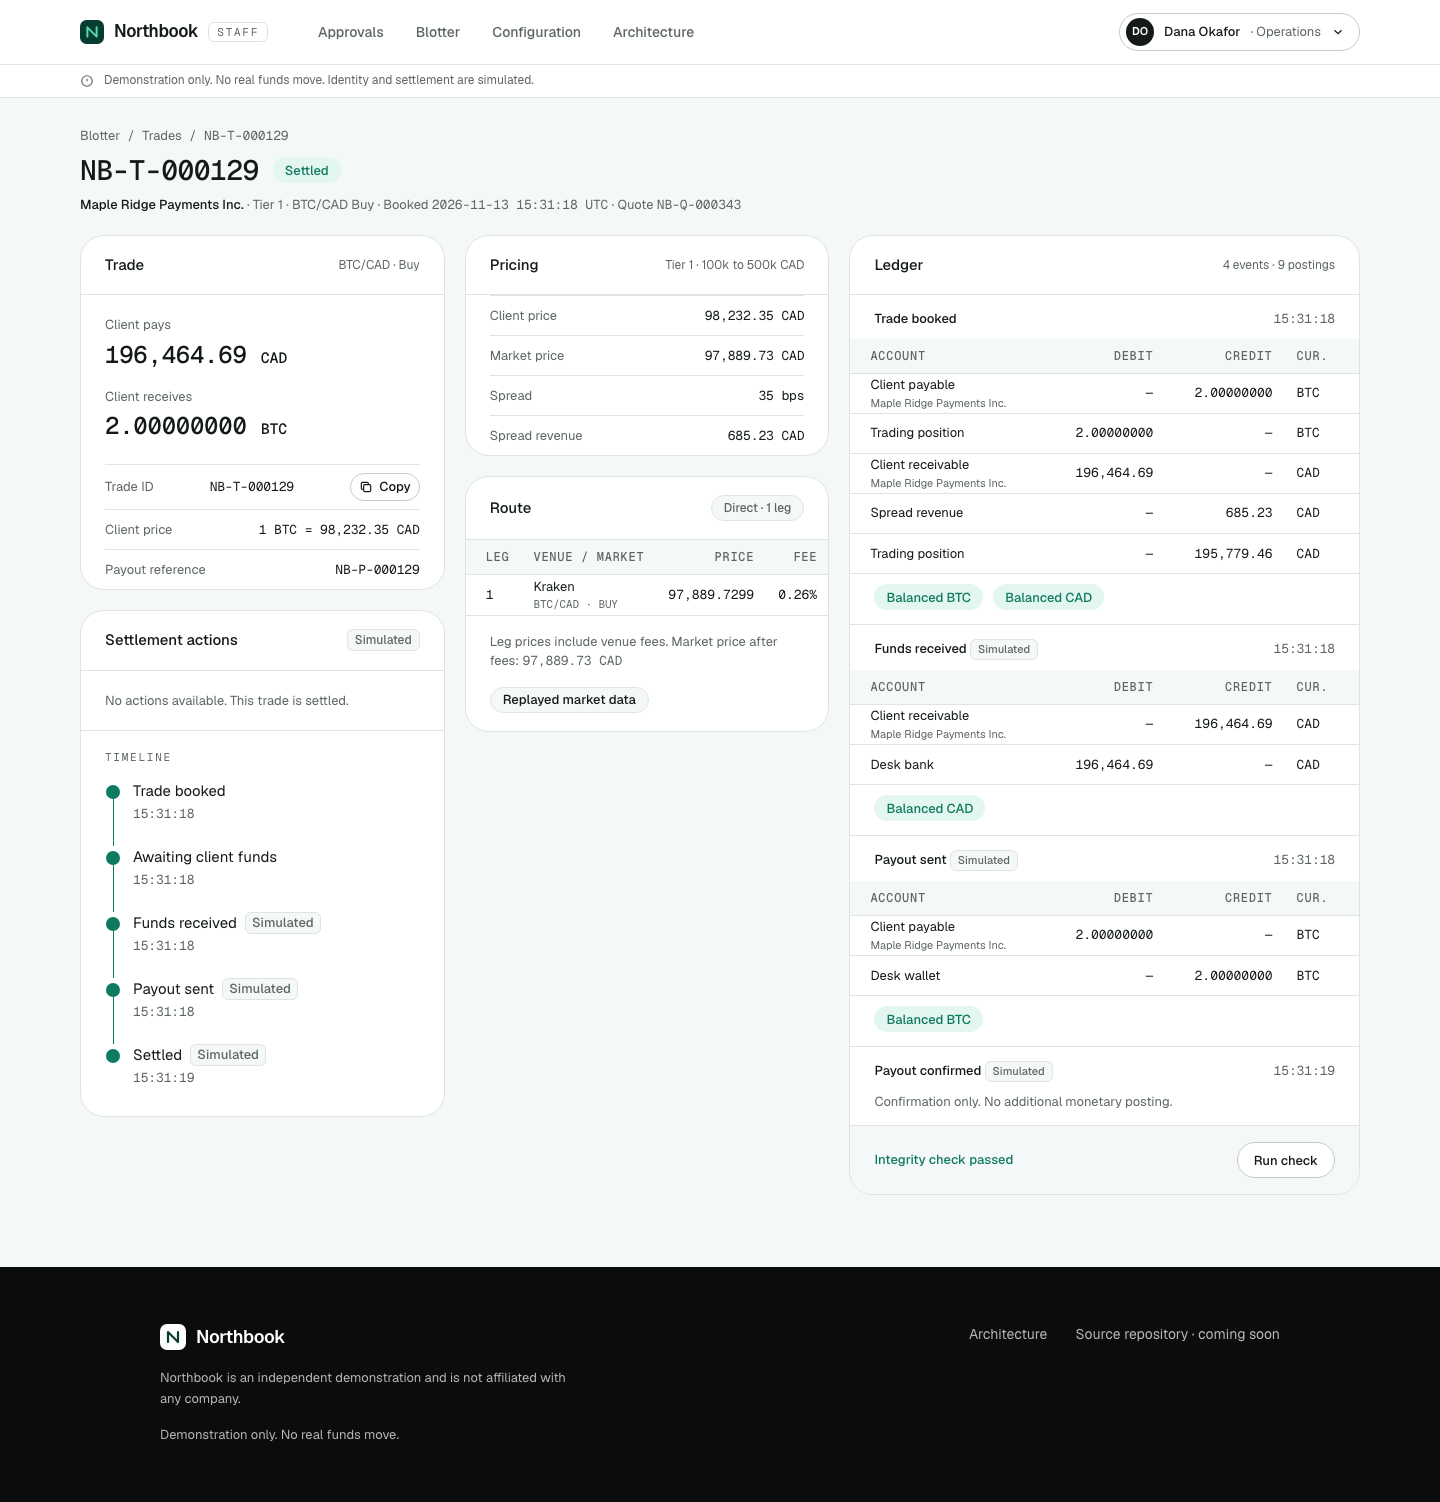 Northbook STAFF Approvals Blotter Configuration Architecture DO Dana Okafor · Operations
Demonstration only. No real funds move. Identity and settlement are simulated.
Blotter / Trades / NB-T-000129
NB-T-000129 Settled
Maple Ridge Payments Inc. · Tier 1 · BTC/CAD Buy · Booked 2026-11-13 15:31:18 UTC · Quote NB-Q-000343
Trade BTC/CAD · Buy
Client pays
196,464.69 CAD
Client receives
2.00000000 BTC
Trade ID NB-T-000129 Copy
Client price 1 BTC = 98,232.35 CAD
Payout reference NB-P-000129
Settlement actions Simulated
No actions available. This trade is settled.
TIMELINE
Trade booked
15:31:18
Awaiting client funds
15:31:18
Funds received Simulated
15:31:18
Payout sent Simulated
15:31:18
Settled Simulated
15:31:19
Pricing Tier 1 · 100k to 500k CAD
Client price 98,232.35 CAD
Market price 97,889.73 CAD
Spread 35 bps
Spread revenue 685.23 CAD
Route Direct · 1 leg
LEG VENUE / MARKET PRICE FEE
1 Kraken 97,889.7299 0.26%
BTC/CAD · BUY
Leg prices include venue fees. Market price after
fees: 97,889.73 CAD
Replayed market data
Ledger 4 events · 9 postings
Trade booked 15:31:18
ACCOUNT DEBIT CREDIT CUR.
Client payable — 2.00000000 BTC
Maple Ridge Payments Inc.
Trading position 2.00000000 — BTC
Client receivable 196,464.69 — CAD
Maple Ridge Payments Inc.
Spread revenue — 685.23 CAD
Trading position — 195,779.46 CAD
Balanced BTC Balanced CAD
Funds received Simulated 15:31:18
ACCOUNT DEBIT CREDIT CUR.
Client receivable — 196,464.69 CAD
Maple Ridge Payments Inc.
Desk bank 196,464.69 — CAD
Balanced CAD
Payout sent Simulated 15:31:18
ACCOUNT DEBIT CREDIT CUR.
Client payable 2.00000000 — BTC
Maple Ridge Payments Inc.
Desk wallet — 2.00000000 BTC
Balanced BTC
Payout confirmed Simulated 15:31:19
Confirmation only. No additional monetary posting.
Integrity check passed Run check
Northbook Architecture Source repository · coming soon
Northbook is an independent demonstration and is not affiliated with
any company.
Demonstration only. No real funds move.